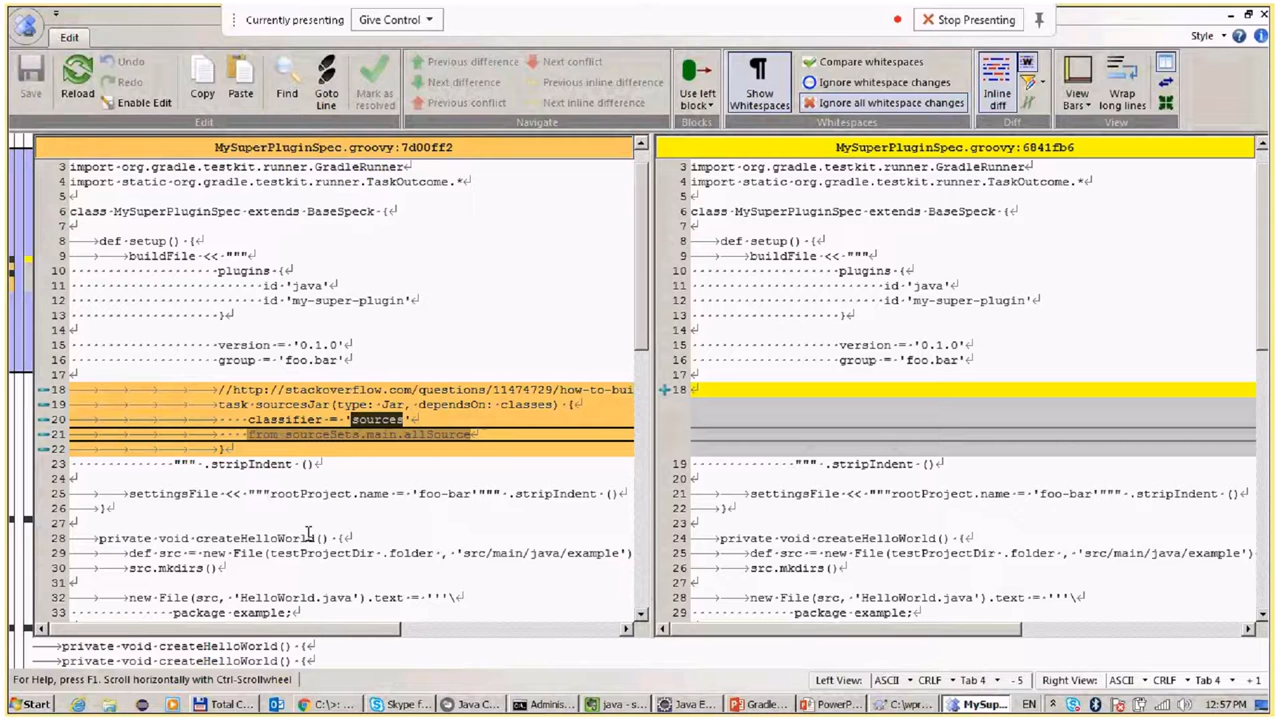 Currently presenting
Give Control
Stop Presenting
Edit
Style
Save
Reload
Undo
Redo
Enable Edit
Copy
Paste
Find
Goto Line
Mark as resolved
Previous difference
Next difference
Previous conflict
Next conflict
Previous inline difference
Next inline difference
Use left block
Show Whitespaces
Compare whitespaces
Ignore whitespace changes
Ignore all whitespace changes
Inline diff
View Bars
Wrap long lines
Edit
Navigate
Blocks
Whitespaces
Diff
View
MySuperPluginSpec.groovy:7d00ff2
3 import·org.gradle.testkit.runner.GradleRunner
4 import·static·org.gradle.testkit.runner.TaskOutcome.*
5
6 class·MySuperPluginSpec·extends·BaseSpeck·{
7
8 def·setup()·{
9 buildFile·<<·"""
10 plugins·{
11 id·'java'
12 id·'my-super-plugin'
13 }
14
15 version·=·'0.1.0'
16 group·=·'foo.bar'
17
18 //http://stackoverflow.com/questions/11474729/how-to-bui
19 task·sourcesJar(type:·Jar,·dependsOn:·classes)·{
20 classifier·=·'sources'
21 from·sourceSets.main.allSource
22 }
23 """·.stripIndent·()
24
25 settingsFile·<<·"""rootProject.name·=·'foo-bar'"""·.stripIndent·()
26 }
27
28 private·void·createHelloWorld()·{
29 def·src·=·new·File(testProjectDir·.folder·,·'src/main/java/example')
30 src.mkdirs()
31
32 new·File(src,·'HelloWorld.java').text·=·'''\
33 package·example;
MySuperPluginSpec.groovy:6841fb6
3 import·org.gradle.testkit.runner.GradleRunner
4 import·static·org.gradle.testkit.runner.TaskOutcome.*
5
6 class·MySuperPluginSpec·extends·BaseSpeck·{
7
8 def·setup()·{
9 buildFile·<<·"""
10 plugins·{
11 id·'java'
12 id·'my-super-plugin'
13 }
14
15 version·=·'0.1.0'
16 group·=·'foo.bar'
17
18
19 """·.stripIndent·()
20
21 settingsFile·<<·"""rootProject.name·=·'foo-bar'"""·.stripIndent·()
22 }
23
24 private·void·createHelloWorld()·{
25 def·src·=·new·File(testProjectDir·.folder·,·'src/main/java/example')
26 src.mkdirs()
27
28 new·File(src,·'HelloWorld.java').text·=·'''\
29 package·example;
private·void·createHelloWorld()·{
private·void·createHelloWorld()·{
For Help, press F1. Scroll horizontally with Ctrl-Scrollwheel
Left View: ASCII CRLF Tab 4 - 5
Right View: ASCII CRLF Tab 4 + 1
Start
Total C...
C:\>:...
Skype f...
Java C...
Adminis...
java - s...
Java E...
Gradle...
PowerP...
C:\wpr...
MySup...
EN
12:57 PM